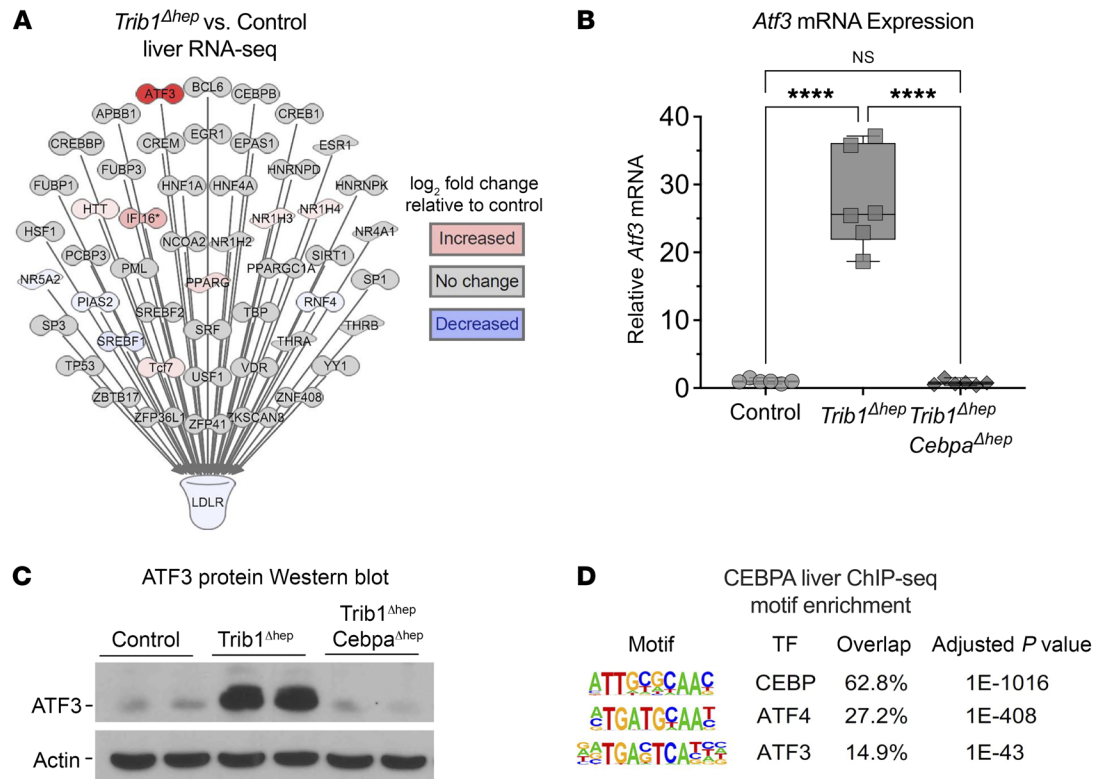 A
Trib1Δhep vs. Control
liver RNA-seq
ATF3
BCL6
CEBPB
APBB1
CREB1
CREBBP
CREM
EGR1
EPAS1
ESR1
FUBP1
FUBP3
HNF1A
HNF4A
HNRNPD
HNRNPK
HSF1
HTT
IFI16*
NCOA2
NR1H2
NR1H3
NR1H4
NR4A1
NR5A2
PCBP3
PML
PPARG
PPARGC1A
SIRT1
SP1
SP3
PIAS2
SREBF2
SRF
TBP
RNF4
THRB
TP53
SREBF1
Tcf7
USF1
VDR
THRA
YY1
ZBTB17
ZFP36L1
ZFP41
ZKSCAN3
ZNF408
LDLR
log2 fold change
relative to control
Increased
No change
Decreased
B
Atf3 mRNA Expression
NS
**** ****
Relative Atf3 mRNA
40
30
20
10
0
Control Trib1Δhep Trib1Δhep
CebpaΔhep
C
ATF3 protein Western blot
Control Trib1Δhep Trib1Δhep
CebpaΔhep
ATF3 -
Actin -
D
CEBPA liver ChIP-seq
motif enrichment
Motif TF Overlap Adjusted P value
ATTGCGCAAC CEBP 62.8% 1E-1016
ATGATGCAAT ATF4 27.2% 1E-408
TGAGTCA ATF3 14.9% 1E-43